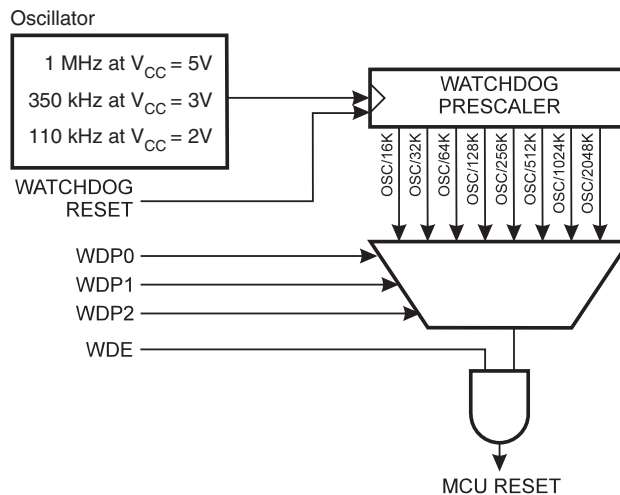 Oscillator
1 MHz at VCC = 5V
350 kHz at VCC = 3V
110 kHz at VCC = 2V
WATCHDOG
PRESCALER
WATCHDOG
RESET
OSC/16K
OSC/32K
OSC/64K
OSC/128K
OSC/256K
OSC/512K
OSC/1024K
OSC/2048K
WDP0
WDP1
WDP2
WDE
MCU RESET